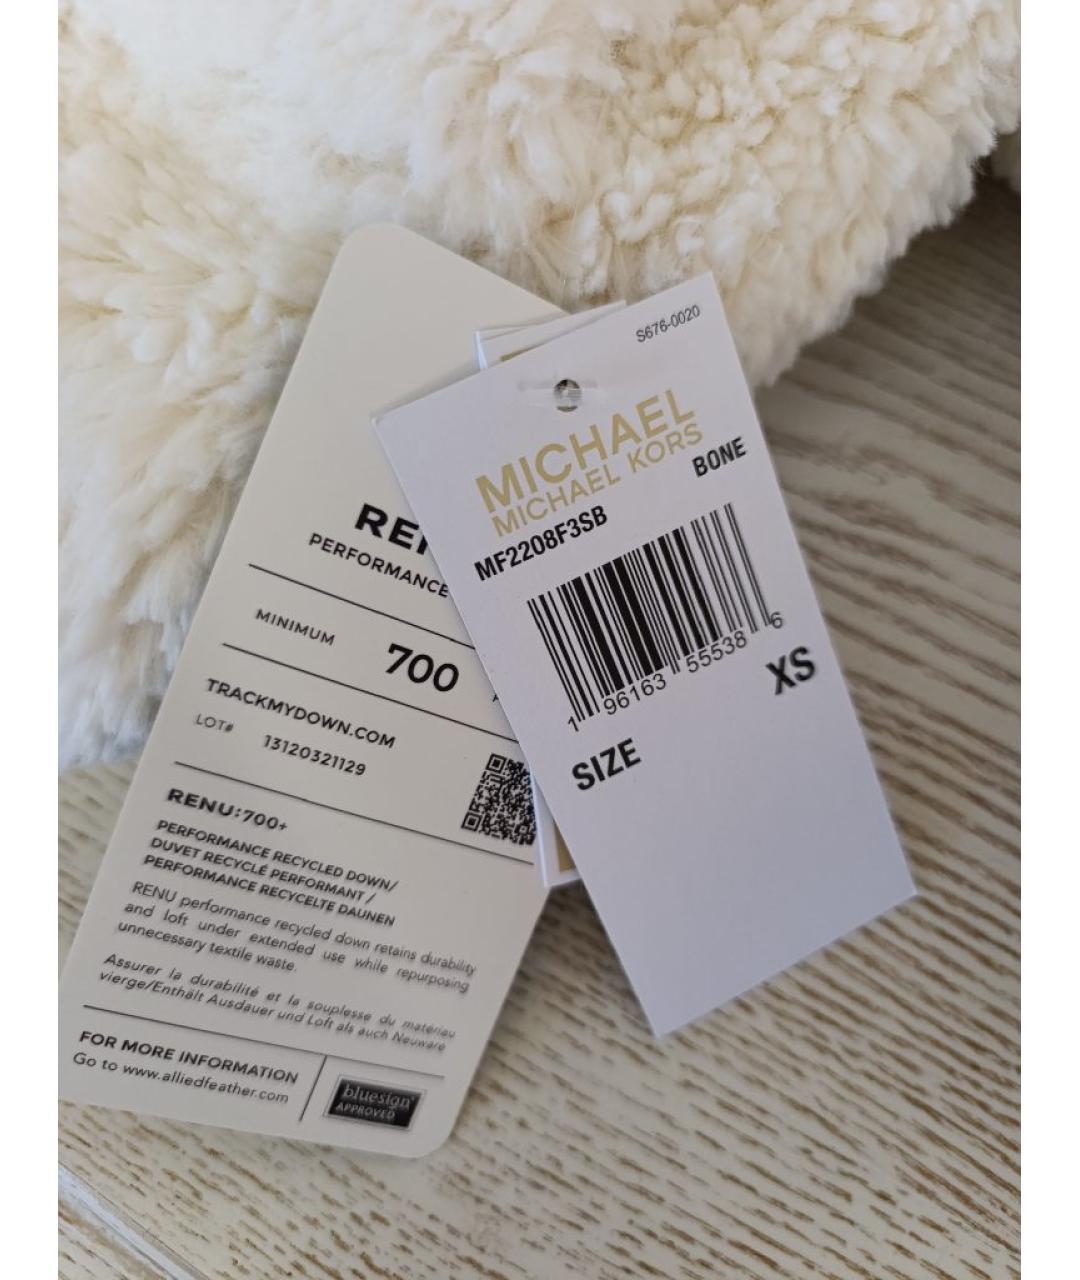 S676-0020
MICHAEL
MICHAEL KORS
BONE
MF2208F3SB
1 96163 55538 6
XS
SIZE
PERFORMANCE
MINIMUM 700
TRACKMYDOWN.COM
LOT# 13120321129
RENU:700+
PERFORMANCE RECYCLED DOWN/
DUVET RECYCLÉ PERFORMANT /
PERFORMANCE RECYCELTE DAUNEN
RENU performance recycled down retains durability
and loft under extended use while repurposing
unnecessary textile waste.
Assurer la durabilité et la souplesse du matériau
vierge/Enthält Ausdauer und Loft als auch Neuware
FOR MORE INFORMATION
Go to www.alliedfeather.com
bluesign®
APPROVED